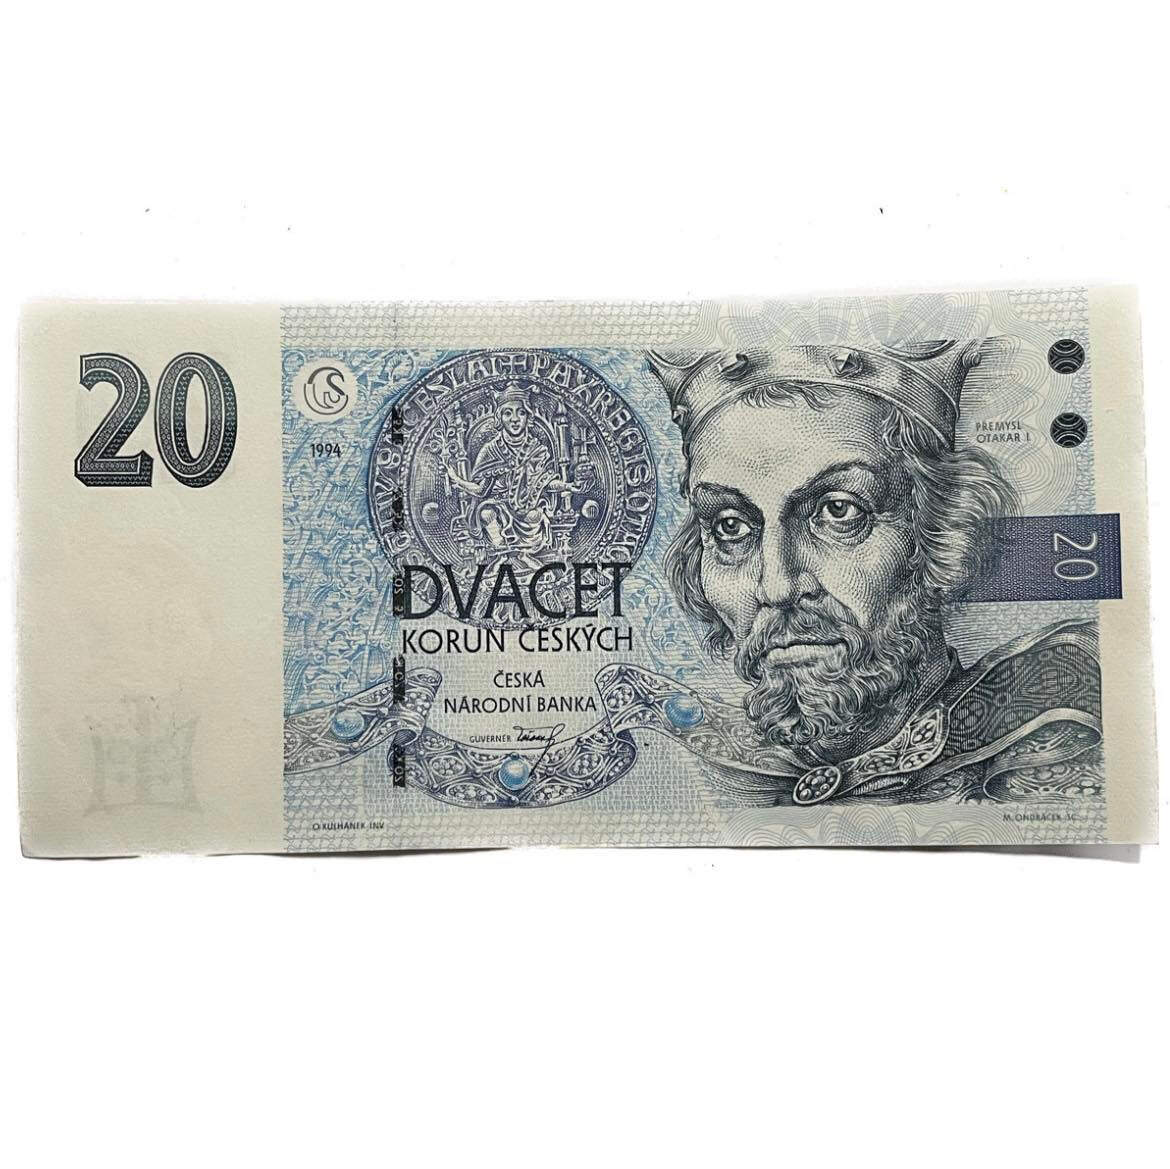 20
1994
PŘEMYSL
OTAKAR I.
20
DVACET
KORUN ČESKÝCH
ČESKÁ
NÁRODNÍ BANKA
GUVERNÉR
O. KULHÁNEK INV.
M. ONDRÁČEK SC.